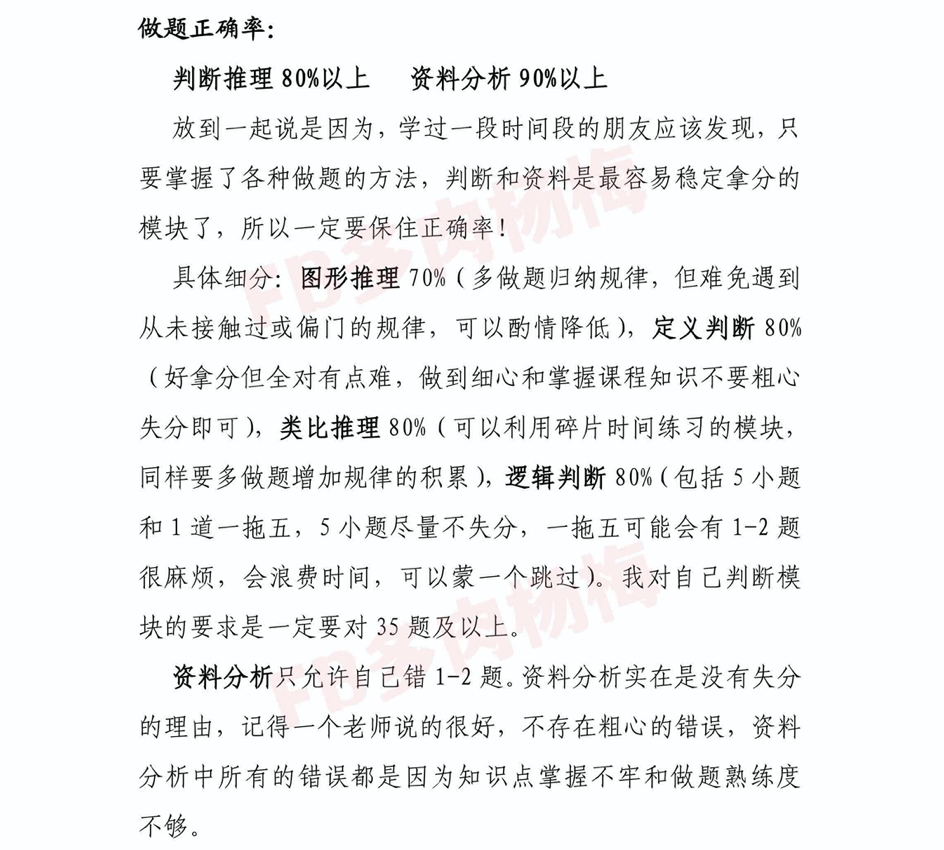 做题正确率：
判断推理 80%以上 资料分析 90%以上
放到一起说是因为，学过一段时间段的朋友应该发现，只
要掌握了各种做题的方法，判断和资料是最容易稳定拿分的
模块了，所以一定要保住正确率！
具体细分：图形推理 70%（多做题归纳规律，但难免遇到
从未接触过或偏门的规律，可以酌情降低），定义判断 80%
（好拿分但全对有点难，做到细心和掌握课程知识不要粗心
失分即可），类比推理 80%（可以利用碎片时间练习的模块，
同样要多做题增加规律的积累），逻辑判断 80%（包括 5 小题
和 1 道一拖五，5 小题尽量不失分，一拖五可能会有 1-2 题
很麻烦，会浪费时间，可以蒙一个跳过）。我对自己判断模
块的要求是一定要对 35 题及以上。
资料分析只允许自己错 1-2 题。资料分析实在是没有失分
的理由，记得一个老师说的很好，不存在粗心的错误，资料
分析中所有的错误都是因为知识点掌握不牢和做题熟练度
不够。
FB多肉杨梅
FB多肉杨梅